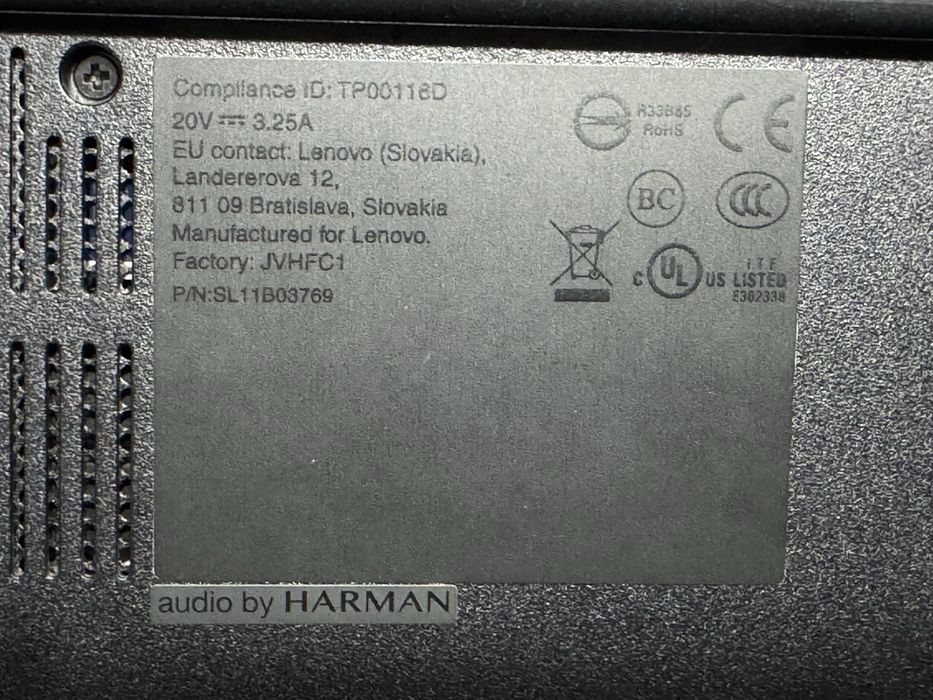 Compliance ID: TP00116D
20V ⎓ 3.25A
EU contact: Lenovo (Slovakia),
Landererova 12,
811 09 Bratislava, Slovakia
Manufactured for Lenovo.
Factory: JVHFC1
P/N:SL11B03769
R33B65
RoHS
CE
BC
CCC
C UL US LISTED
I.T.E
E302338
audio by HARMAN